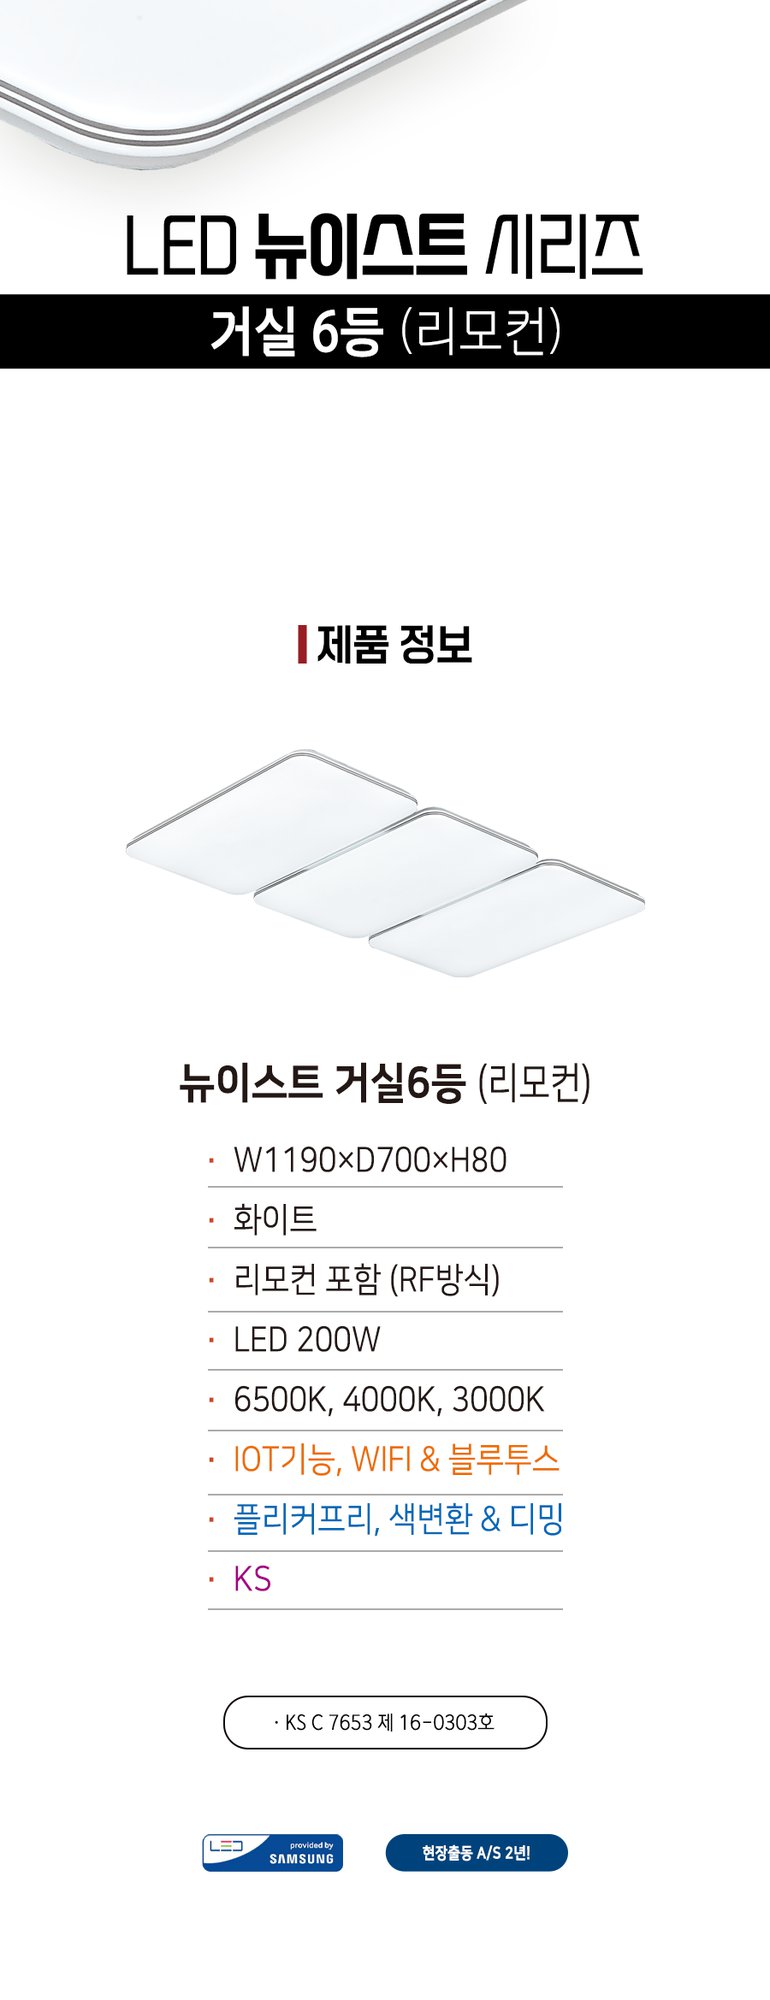 LED 뉴이스트 시리즈
거실 6등 (리모컨)
제품 정보
뉴이스트 거실6등 (리모컨)
· W1190×D700×H80
· 화이트
· 리모컨 포함 (RF방식)
· LED 200W
· 6500K, 4000K, 3000K
· IOT기능, WIFI & 블루투스
· 플리커프리, 색변환 & 디밍
· KS
· KS C 7653 제 16-0303호
LED provided by
SAMSUNG
현장출동 A/S 2년!